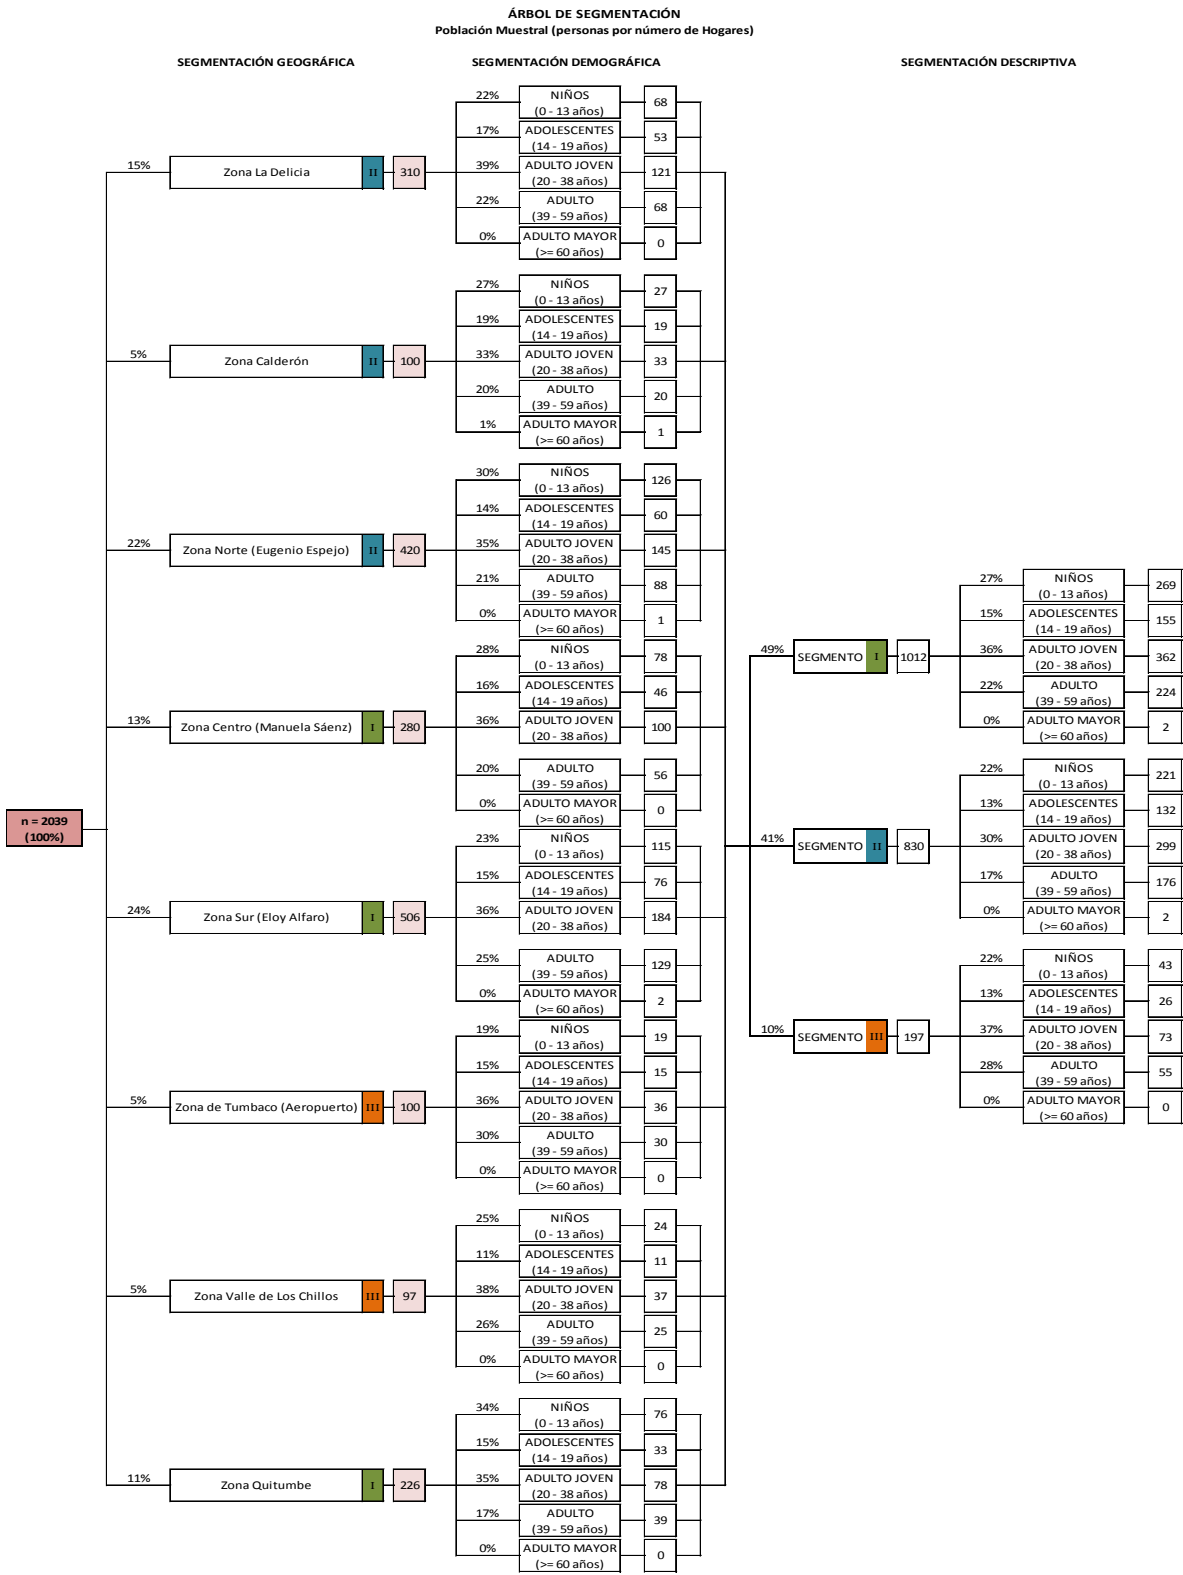 ÁRBOL DE SEGMENTACIÓN
Población Muestral (personas por número de Hogares)
SEGMENTACIÓN GEOGRÁFICA
SEGMENTACIÓN DEMOGRÁFICA
SEGMENTACIÓN DESCRIPTIVA
n = 2039
(100%)
15%
Zona La Delicia II 310
22% NIÑOS 68
(0 - 13 años)
17% ADOLESCENTES 53
(14 - 19 años)
39% ADULTO JOVEN 121
(20 - 38 años)
22% ADULTO 68
(39 - 59 años)
0% ADULTO MAYOR 0
(>= 60 años)
5%
Zona Calderón II 100
27% NIÑOS 27
(0 - 13 años)
19% ADOLESCENTES 19
(14 - 19 años)
33% ADULTO JOVEN 33
(20 - 38 años)
20% ADULTO 20
(39 - 59 años)
1% ADULTO MAYOR 1
(>= 60 años)
22%
Zona Norte (Eugenio Espejo) II 420
30% NIÑOS 126
(0 - 13 años)
14% ADOLESCENTES 60
(14 - 19 años)
35% ADULTO JOVEN 145
(20 - 38 años)
21% ADULTO 88
(39 - 59 años)
0% ADULTO MAYOR 1
(>= 60 años)
13%
Zona Centro (Manuela Sáenz) I 280
28% NIÑOS 78
(0 - 13 años)
16% ADOLESCENTES 46
(14 - 19 años)
36% ADULTO JOVEN 100
(20 - 38 años)
20% ADULTO 56
(39 - 59 años)
0% ADULTO MAYOR 0
(>= 60 años)
24%
Zona Sur (Eloy Alfaro) I 506
23% NIÑOS 115
(0 - 13 años)
15% ADOLESCENTES 76
(14 - 19 años)
36% ADULTO JOVEN 184
(20 - 38 años)
25% ADULTO 129
(39 - 59 años)
0% ADULTO MAYOR 2
(>= 60 años)
5%
Zona de Tumbaco (Aeropuerto) III 100
19% NIÑOS 19
(0 - 13 años)
15% ADOLESCENTES 15
(14 - 19 años)
36% ADULTO JOVEN 36
(20 - 38 años)
30% ADULTO 30
(39 - 59 años)
0% ADULTO MAYOR 0
(>= 60 años)
5%
Zona Valle de Los Chillos III 97
25% NIÑOS 24
(0 - 13 años)
11% ADOLESCENTES 11
(14 - 19 años)
38% ADULTO JOVEN 37
(20 - 38 años)
26% ADULTO 25
(39 - 59 años)
0% ADULTO MAYOR 0
(>= 60 años)
11%
Zona Quitumbe I 226
34% NIÑOS 76
(0 - 13 años)
15% ADOLESCENTES 33
(14 - 19 años)
35% ADULTO JOVEN 78
(20 - 38 años)
17% ADULTO 39
(39 - 59 años)
0% ADULTO MAYOR 0
(>= 60 años)
49%
SEGMENTO I 1012
27% NIÑOS 269
(0 - 13 años)
15% ADOLESCENTES 155
(14 - 19 años)
36% ADULTO JOVEN 362
(20 - 38 años)
22% ADULTO 224
(39 - 59 años)
0% ADULTO MAYOR 2
(>= 60 años)
41%
SEGMENTO II 830
22% NIÑOS 221
(0 - 13 años)
13% ADOLESCENTES 132
(14 - 19 años)
30% ADULTO JOVEN 299
(20 - 38 años)
17% ADULTO 176
(39 - 59 años)
0% ADULTO MAYOR 2
(>= 60 años)
10%
SEGMENTO III 197
22% NIÑOS 43
(0 - 13 años)
13% ADOLESCENTES 26
(14 - 19 años)
37% ADULTO JOVEN 73
(20 - 38 años)
28% ADULTO 55
(39 - 59 años)
0% ADULTO MAYOR 0
(>= 60 años)